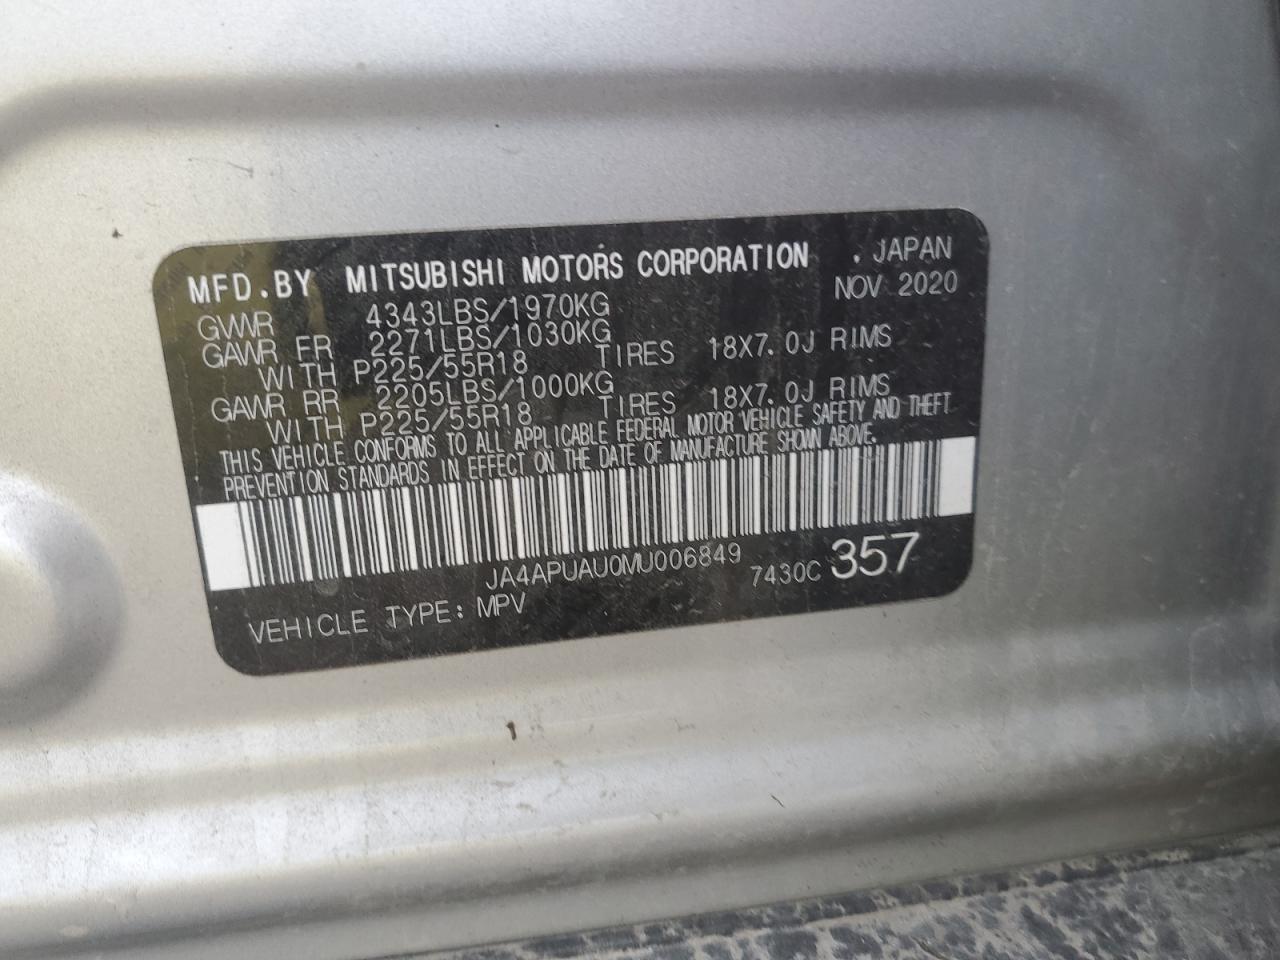 MFD.BY MITSUBISHI MOTORS CORPORATION . JAPAN
NOV 2020
GVWR 4343LBS/1970KG
GAWR FR 2271LBS/1030KG
WITH P225/55R18 TIRES 18X7.0J RIMS
GAWR RR 2205LBS/1000KG
WITH P225/55R18 TIRES 18X7.0J RIMS
THIS VEHICLE CONFORMS TO ALL APPLICABLE FEDERAL MOTOR VEHICLE SAFETY AND THEFT
PREVENTION STANDARDS IN EFFECT ON THE DATE OF MANUFACTURE SHOWN ABOVE.
JA4APUAU0MU006849 7430C 357
VEHICLE TYPE: MPV